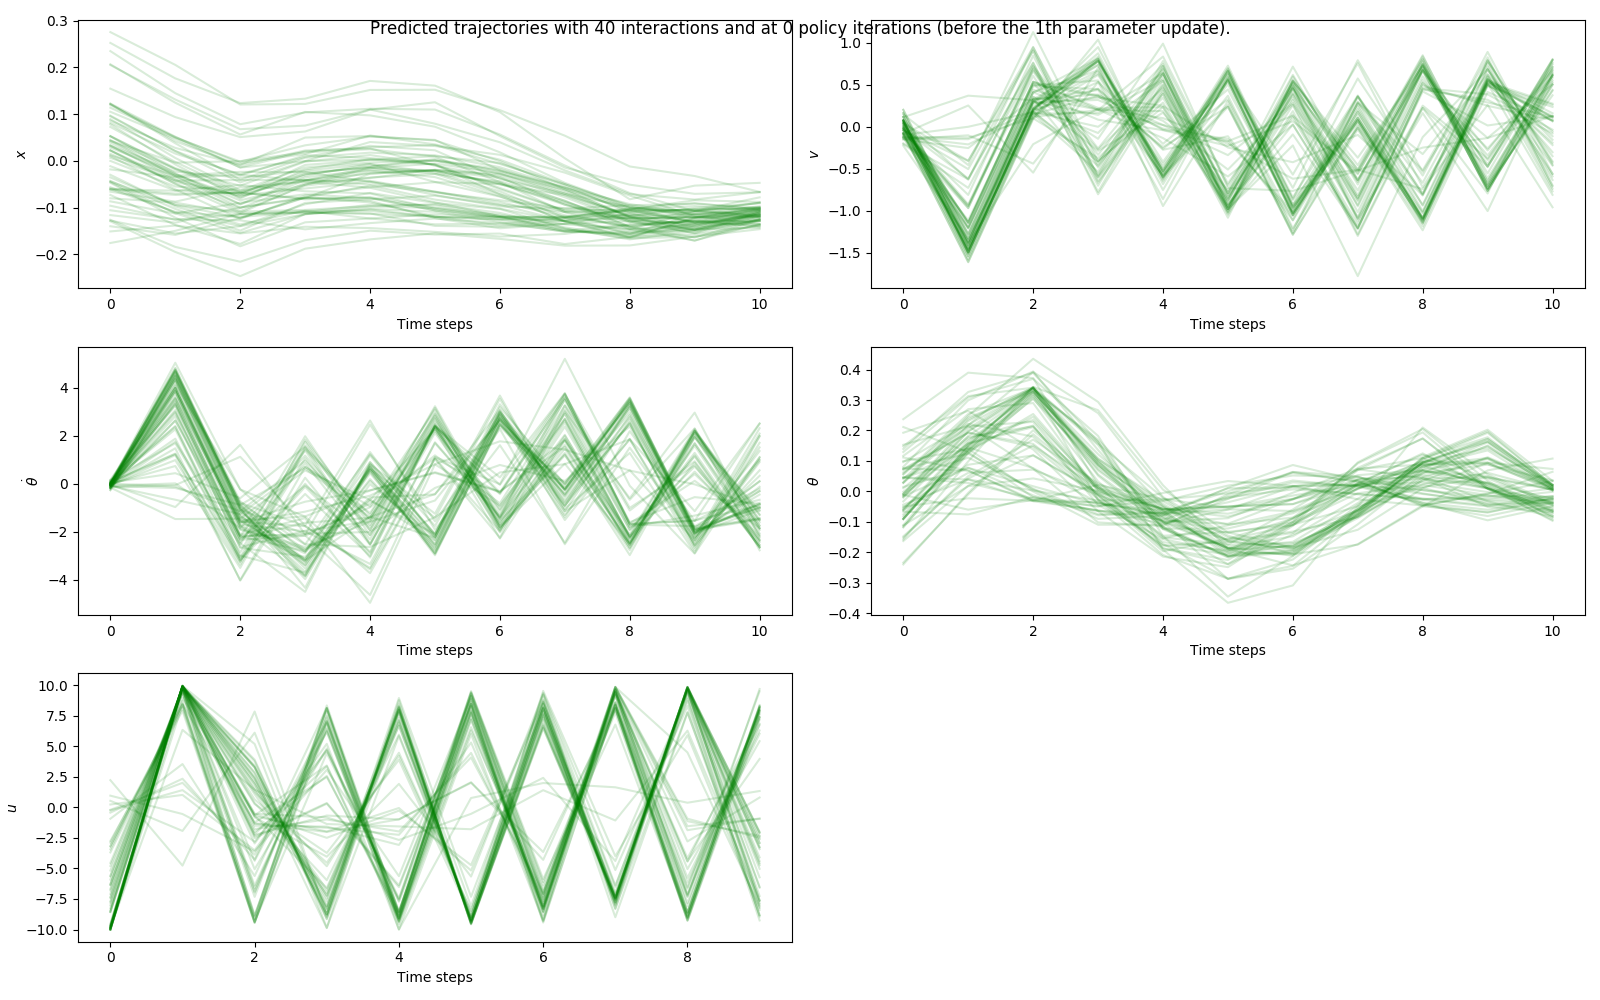 Predicted trajectories with 40 interactions and at 0 policy iterations (before the 1th parameter update).
0.3
0.2
0.1
0.0
−0.1
−0.2
x
0 2 4 6 8 10
Time steps
1.0
0.5
0.0
−0.5
−1.0
−1.5
v
0 2 4 6 8 10
Time steps
4
2
0
−2
−4
θ̇
0 2 4 6 8 10
Time steps
0.4
0.3
0.2
0.1
0.0
−0.1
−0.2
−0.3
−0.4
θ
0 2 4 6 8 10
Time steps
10.0
7.5
5.0
2.5
0.0
−2.5
−5.0
−7.5
−10.0
u
0 2 4 6 8
Time steps